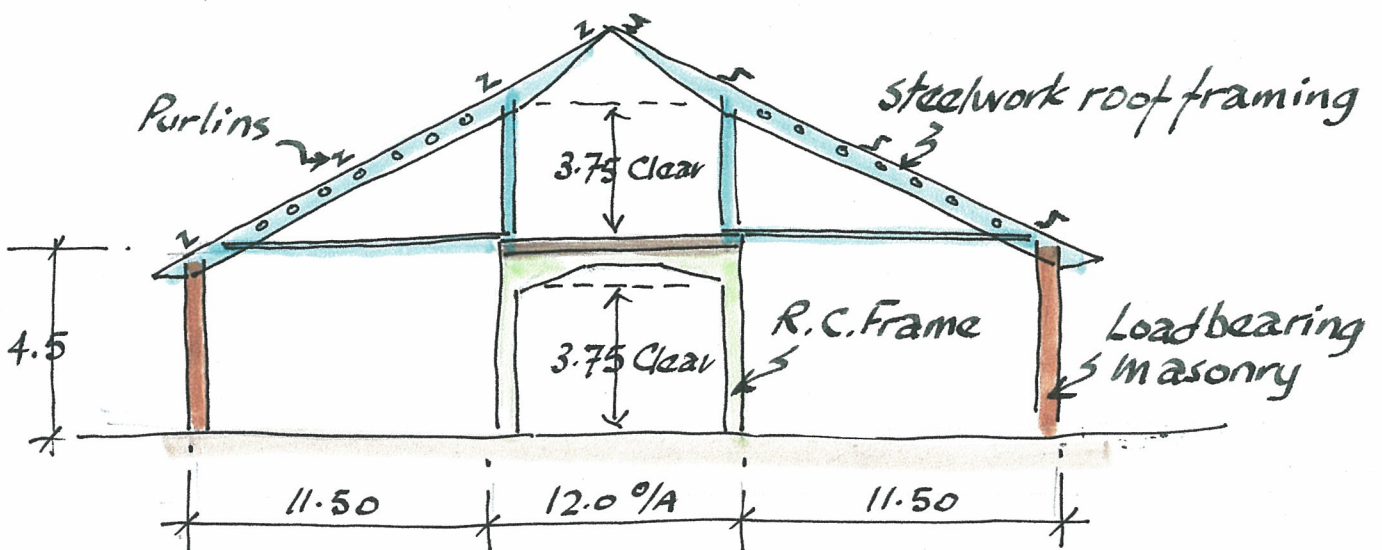 Purlins
Steelwork roof framing
3.75 Clear
4.5
3.75 Clear
R.C. Frame
Loadbearing
masonry
11.50
12.0 O/A
11.50